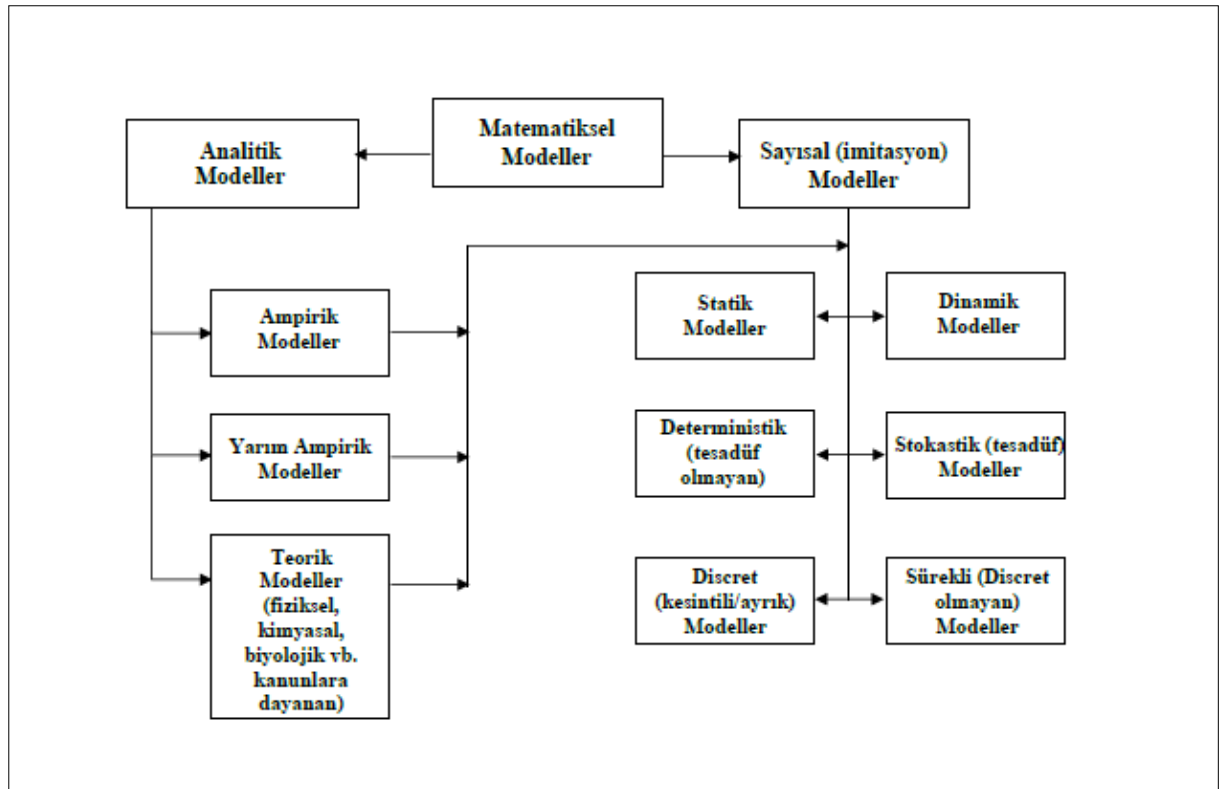 Matematiksel
Modeller
Analitik
Modeller
Sayısal (imitasyon)
Modeller
Ampirik
Modeller
Statik
Modeller
Dinamik
Modeller
Yarım Ampirik
Modeller
Deterministik
(tesadüf
olmayan)
Stokastik (tesadüf)
Modeller
Teorik
Modeller
(fiziksel,
kimyasal,
biyolojik vb.
kanunlara
dayanan)
Discret
(kesintili/ayrık)
Modeller
Sürekli (Discret
olmayan)
Modeller